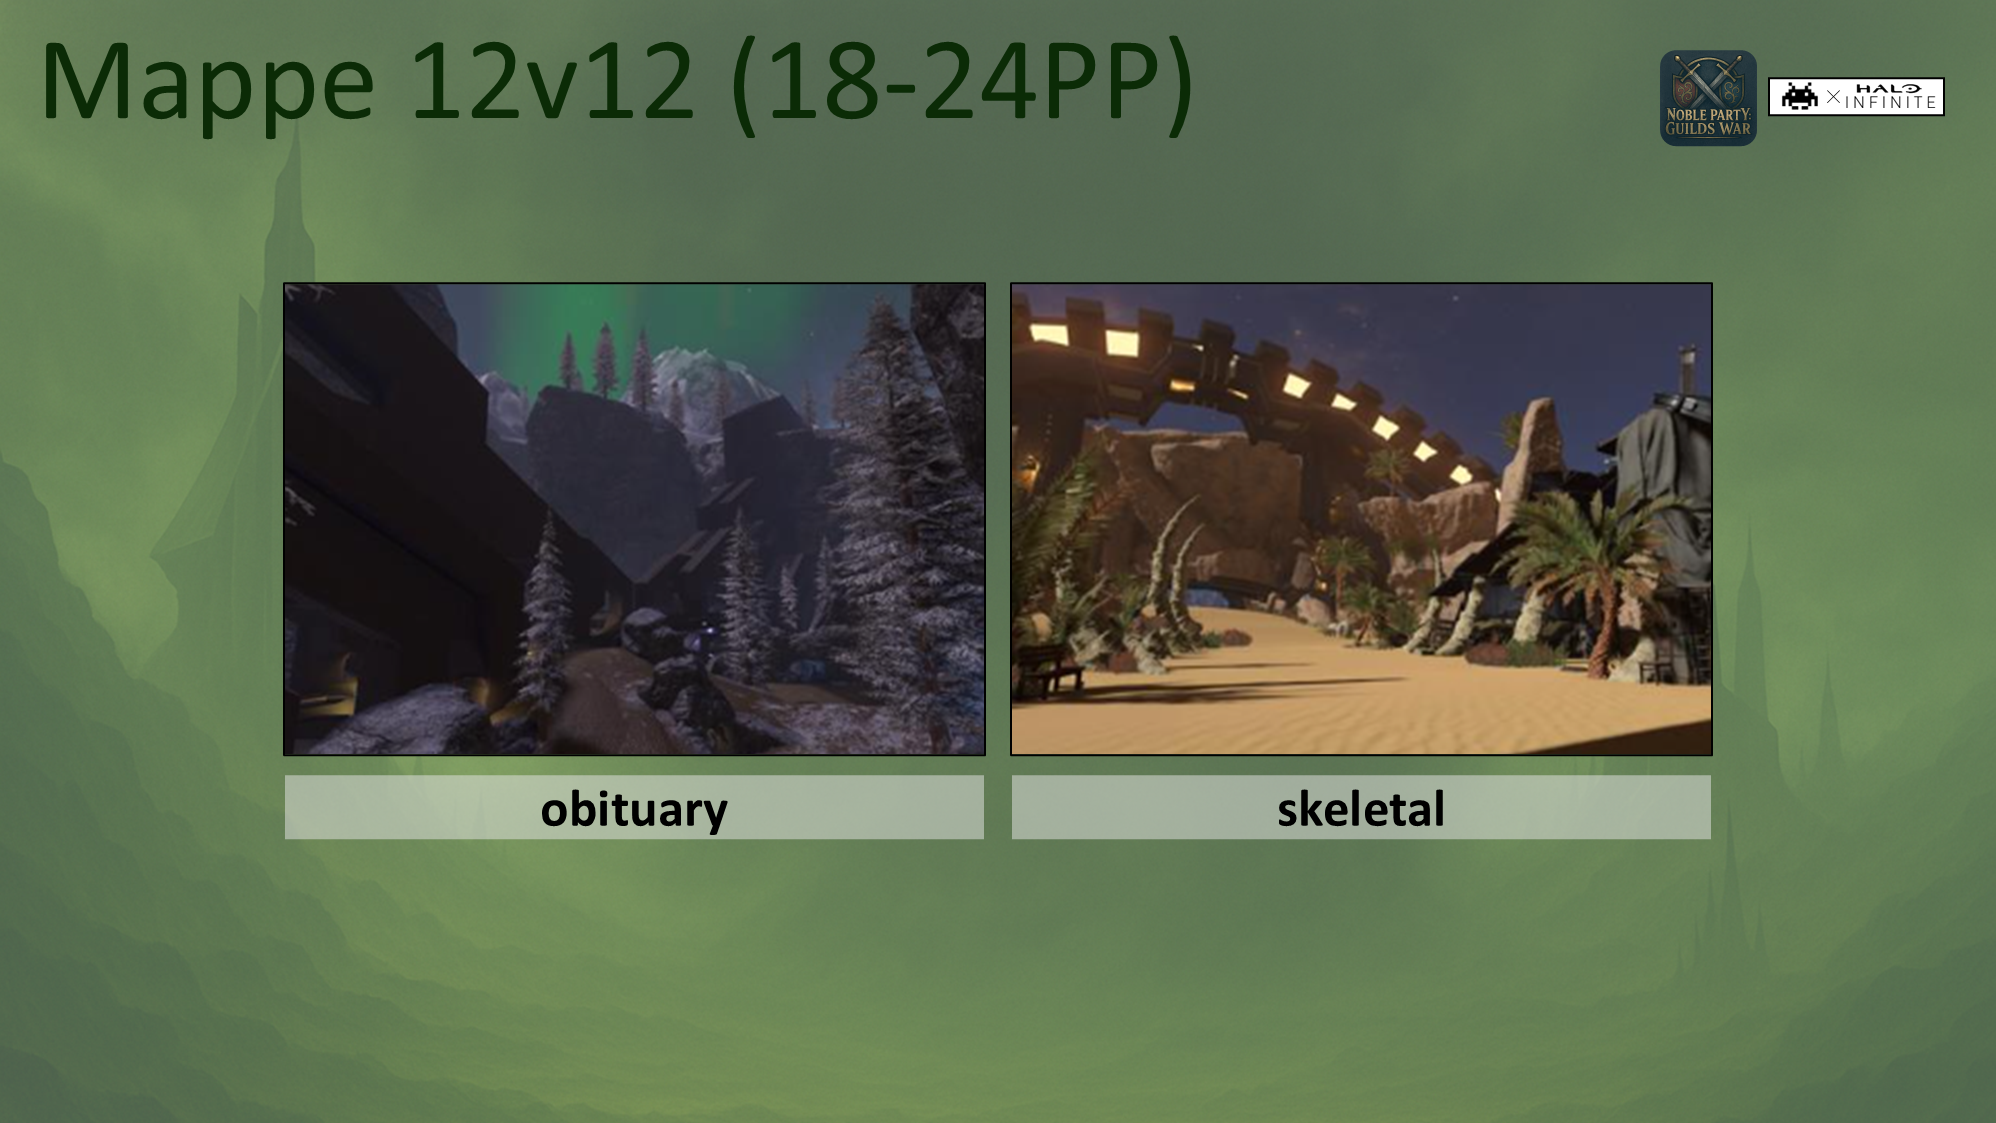 Mappe 12v12 (18-24PP)
NOBLE PARTY:
GUILDS WAR
× HALO
INFINITE
obituary
skeletal